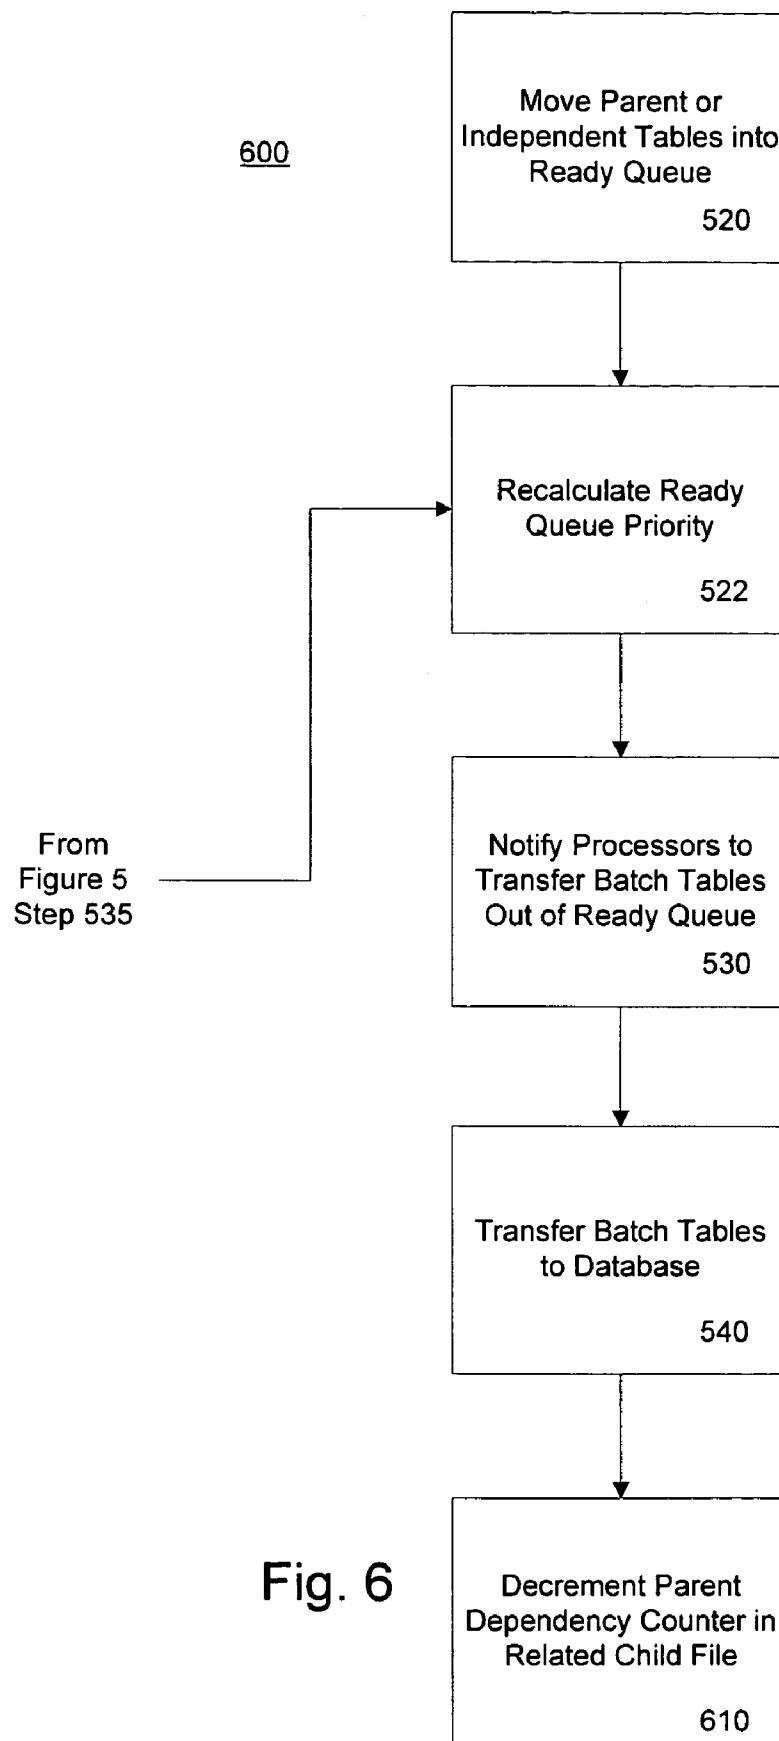 600
Move Parent or
Independent Tables into
Ready Queue
520
Recalculate Ready
Queue Priority
522
From
Figure 5
Step 535
Notify Processors to
Transfer Batch Tables
Out of Ready Queue
530
Transfer Batch Tables
to Database
540
Fig. 6
Decrement Parent
Dependency Counter in
Related Child File
610